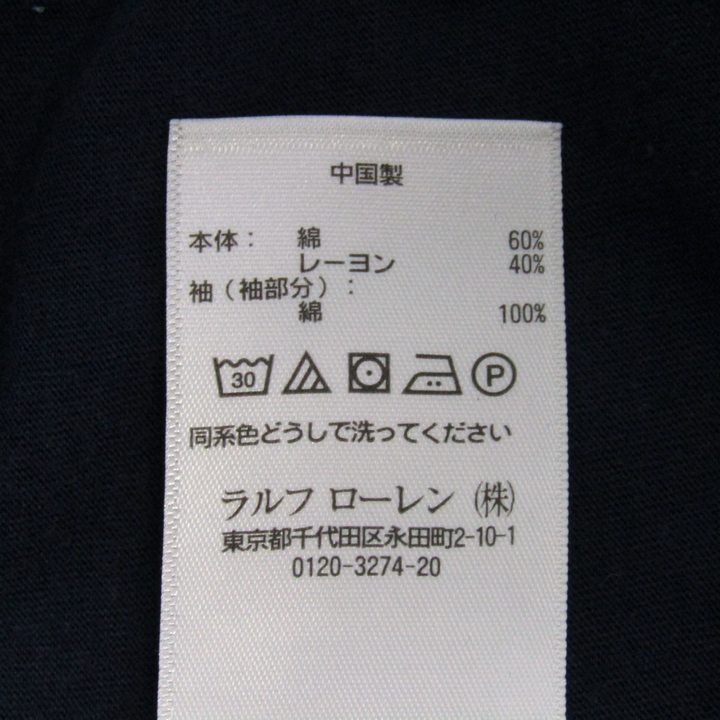 中国製
本体： 綿 60%
レーヨン 40%
袖（袖部分）：
綿 100%
30 P
同系色どうしで洗ってください
ラルフ ローレン（株）
東京都千代田区永田町2-10-1
0120-3274-20